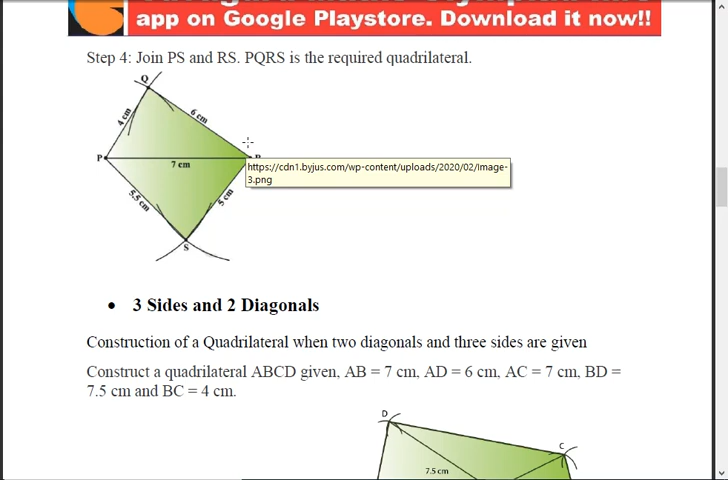 app on Google Playstore. Download it now!!
Step 4: Join PS and RS. PQRS is the required quadrilateral.
Q
4 cm
6 cm
P
7 cm
https://cdn1.byjus.com/wp-content/uploads/2020/02/Image-
3.png
5.5 cm
5 cm
S
• 3 Sides and 2 Diagonals
Construction of a Quadrilateral when two diagonals and three sides are given
Construct a quadrilateral ABCD given, AB = 7 cm, AD = 6 cm, AC = 7 cm, BD =
7.5 cm and BC = 4 cm.
D
C
7.5 cm